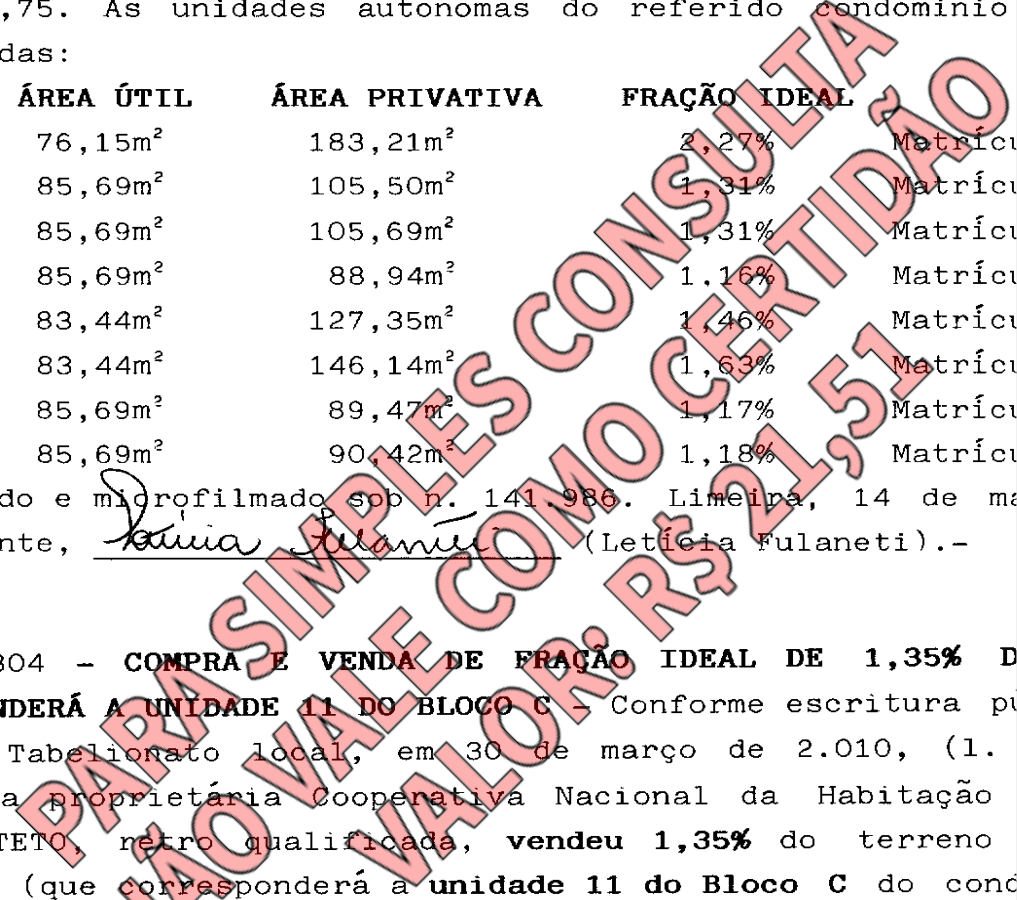 ,75. As unidades autonomas do referido condomínio
das:
ÁREA ÚTIL ÁREA PRIVATIVA FRAÇÃO IDEAL
76,15m² 183,21m² 2,27% Matrícu
85,69m² 105,50m² 1,31% Matrícu
85,69m² 105,69m² 1,31% Matrícu
85,69m² 88,94m² 1.16% Matrícu
83,44m² 127,35m² 1,46% Matrícu
83,44m² 146,14m² 1,63% Matrícu
85,69m² 89,47m² 1,17% Matrícu
85,69m² 90,42m² 1,18% Matrícu
do e microfilmado sob n. 141.986. Limeira, 14 de ma
nte, (Letícia Fulaneti).-
304 - COMPRA E VENDA DE FRAÇÃO IDEAL DE 1,35% D
NDERÁ A UNIDADE 11 DO BLOCO C - Conforme escritura pú
Tabelionato local, em 30 de março de 2.010, (l.
a proprietária Cooperativa Nacional da Habitação
TETO, retro qualificada, vendeu 1,35% do terreno
(que corresponderá a unidade 11 do Bloco C do cond
PARA SIMPLES CONSULTA
NÃO VALE COMO CERTIDÃO
VALOR: R$ 21,51